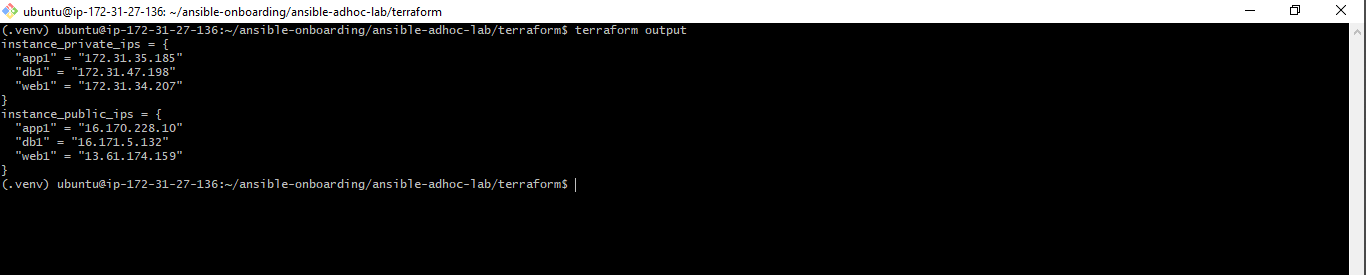 ubuntu@ip-172-31-27-136: ~/ansible-onboarding/ansible-adhoc-lab/terraform
(.venv) ubuntu@ip-172-31-27-136:~/ansible-onboarding/ansible-adhoc-lab/terraform$ terraform output
instance_private_ips = {
  "app1" = "172.31.35.185"
  "db1" = "172.31.47.198"
  "web1" = "172.31.34.207"
}
instance_public_ips = {
  "app1" = "16.170.228.10"
  "db1" = "16.171.5.132"
  "web1" = "13.61.174.159"
}
(.venv) ubuntu@ip-172-31-27-136:~/ansible-onboarding/ansible-adhoc-lab/terraform$